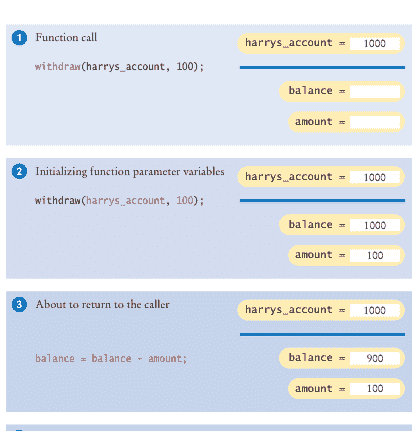 1 Function call
harrys_account = 1000
withdraw(harrys_account, 100);
balance =
amount =
2 Initializing function parameter variables
harrys_account = 1000
withdraw(harrys_account, 100);
balance = 1000
amount = 100
3 About to return to the caller
harrys_account = 1000
balance = balance - amount;
balance = 900
amount = 100